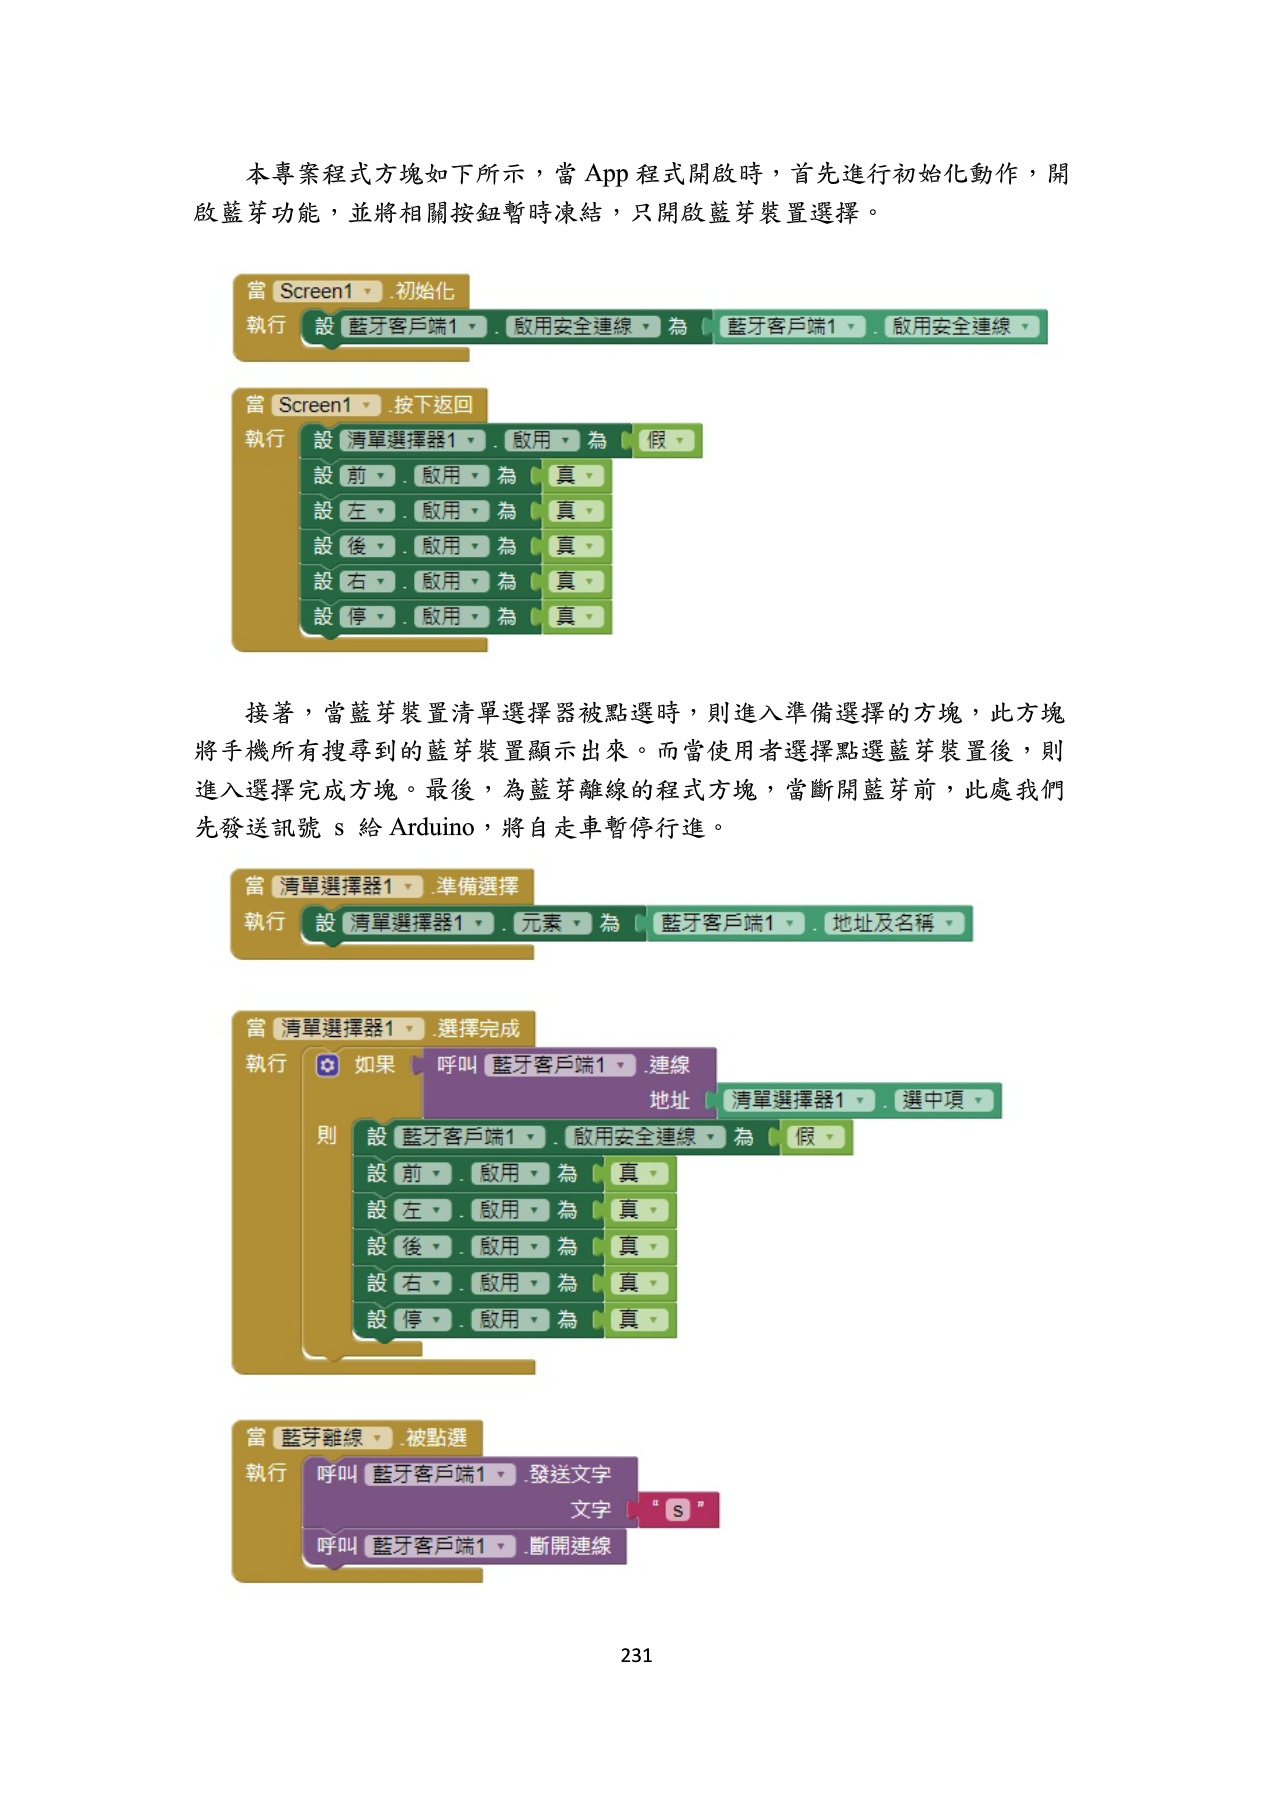 本專案程式方塊如下所示，當 App 程式開啟時，首先進行初始化動作，開
啟藍芽功能，並將相關按鈕暫時凍結，只開啟藍芽裝置選擇。
當 Screen1 .初始化
執行 設 藍牙客戶端1 . 啟用安全連線 為 藍牙客戶端1 . 啟用安全連線
當 Screen1 .按下返回
執行 設 清單選擇器1 . 啟用 為 假
設 前 . 啟用 為 真
設 左 . 啟用 為 真
設 後 . 啟用 為 真
設 右 . 啟用 為 真
設 停 . 啟用 為 真
接著，當藍芽裝置清單選擇器被點選時，則進入準備選擇的方塊，此方塊
將手機所有搜尋到的藍芽裝置顯示出來。而當使用者選擇點選藍芽裝置後，則
進入選擇完成方塊。最後，為藍芽離線的程式方塊，當斷開藍芽前，此處我們
先發送訊號 s 給 Arduino，將自走車暫停行進。
當 清單選擇器1 .準備選擇
執行 設 清單選擇器1 . 元素 為 藍牙客戶端1 . 地址及名稱
當 清單選擇器1 .選擇完成
執行 如果 呼叫 藍牙客戶端1 .連線
地址 清單選擇器1 . 選中項
則 設 藍牙客戶端1 . 啟用安全連線 為 假
設 前 . 啟用 為 真
設 左 . 啟用 為 真
設 後 . 啟用 為 真
設 右 . 啟用 為 真
設 停 . 啟用 為 真
當 藍芽離線 .被點選
執行 呼叫 藍牙客戶端1 .發送文字
文字 “ s ”
呼叫 藍牙客戶端1 .斷開連線
231